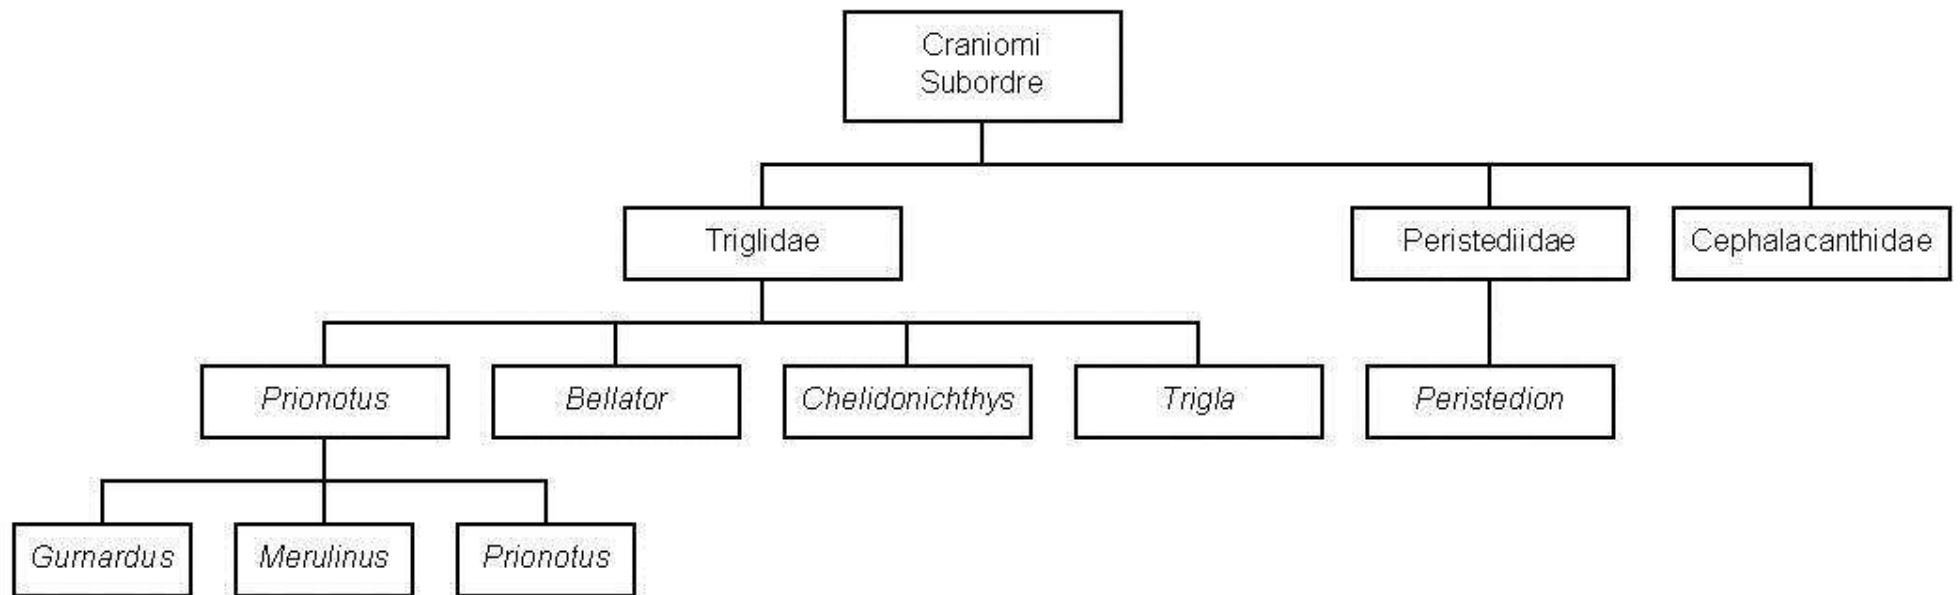 Craniomi
Subordre
Triglidae
Peristediidae
Cephalacanthidae
Prionotus
Bellator
Chelidonichthys
Trigla
Peristedion
Gurnardus
Merulinus
Prionotus